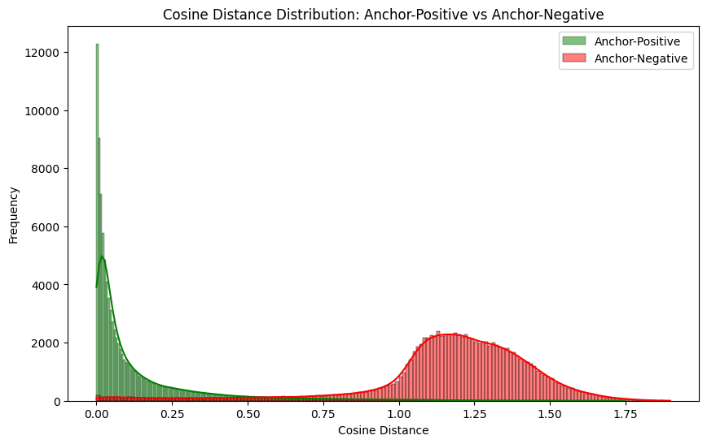 Cosine Distance Distribution: Anchor-Positive vs Anchor-Negative
Anchor-Positive
Anchor-Negative
12000
10000
8000
6000
4000
2000
0
Frequency
0.00 0.25 0.50 0.75 1.00 1.25 1.50 1.75
Cosine Distance